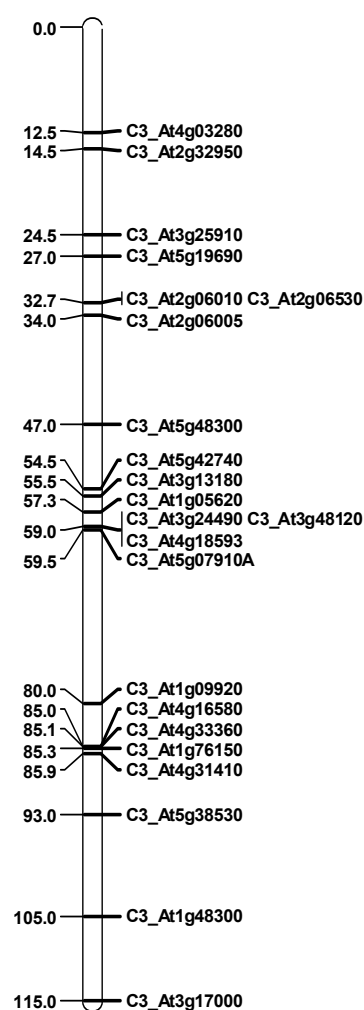 0.0
12.5 C3_At4g03280
14.5 C3_At2g32950
24.5 C3_At3g25910
27.0 C3_At5g19690
32.7 C3_At2g06010 C3_At2g06530
34.0 C3_At2g06005
47.0 C3_At5g48300
54.5 C3_At5g42740
55.5 C3_At3g13180
57.3 C3_At1g05620
59.0 C3_At3g24490 C3_At3g48120
C3_At4g18593
59.5 C3_At5g07910A
80.0 C3_At1g09920
85.0 C3_At4g16580
85.1 C3_At4g33360
85.3 C3_At1g76150
85.9 C3_At4g31410
93.0 C3_At5g38530
105.0 C3_At1g48300
115.0 C3_At3g17000